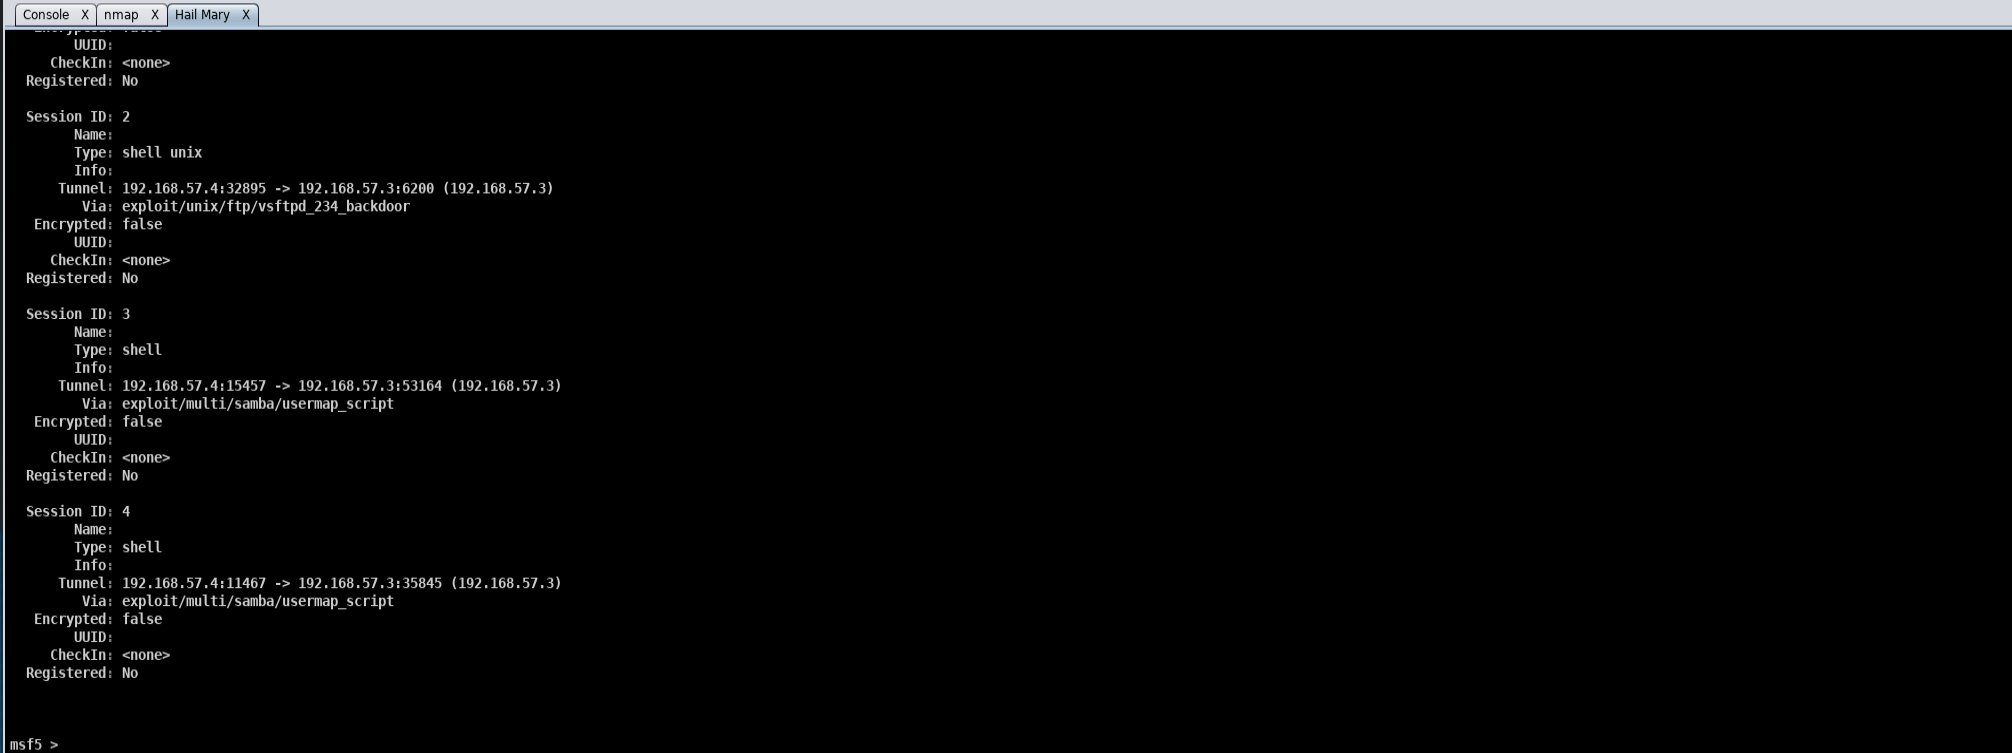 Console X nmap X Hail Mary X
Encrypted: false
UUID:
CheckIn: <none>
Registered: No
Session ID: 2
Name:
Type: shell unix
Info:
Tunnel: 192.168.57.4:32895 -> 192.168.57.3:6200 (192.168.57.3)
Via: exploit/unix/ftp/vsftpd_234_backdoor
Encrypted: false
UUID:
CheckIn: <none>
Registered: No
Session ID: 3
Name:
Type: shell
Info:
Tunnel: 192.168.57.4:15457 -> 192.168.57.3:53164 (192.168.57.3)
Via: exploit/multi/samba/usermap_script
Encrypted: false
UUID:
CheckIn: <none>
Registered: No
Session ID: 4
Name:
Type: shell
Info:
Tunnel: 192.168.57.4:11467 -> 192.168.57.3:35845 (192.168.57.3)
Via: exploit/multi/samba/usermap_script
Encrypted: false
UUID:
CheckIn: <none>
Registered: No
msf5 >